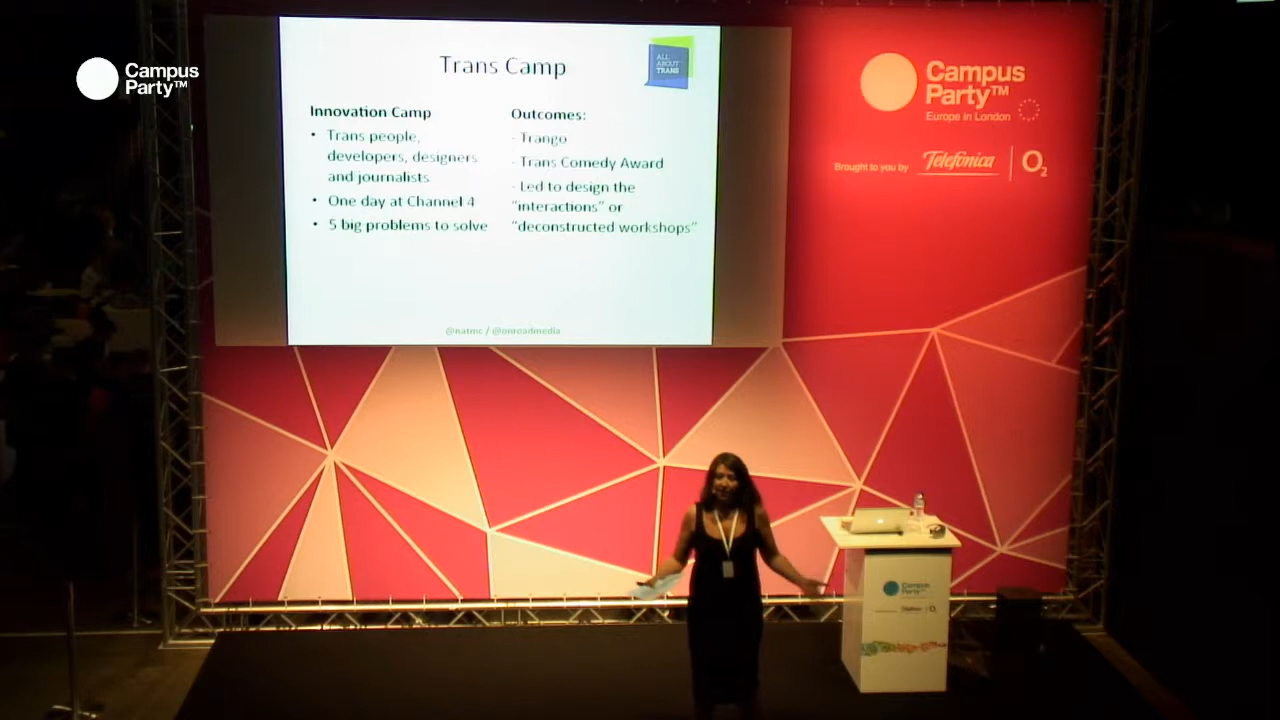 Campus
Party™
Trans Camp
ALL
ABOUT
TRANS
Innovation Camp
• Trans people,
developers, designers
and journalists
• One day at Channel 4
• 5 big problems to solve
Outcomes:
- Trango
- Trans Comedy Award
- Led to design the
"interactions" or
"deconstructed workshops"
@natmc / @onroadmedia
Campus
Party™
Europe in London
Brought to you by Telefónica O2
Campus
Party™